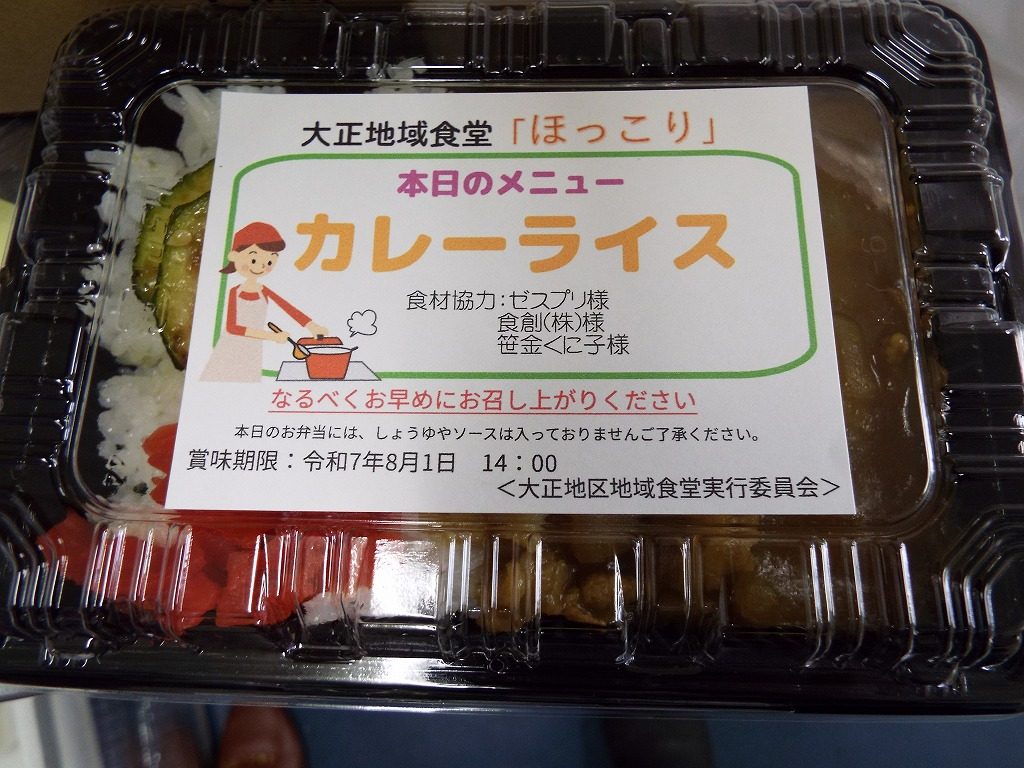 大正地域食堂「ほっこり」
本日のメニュー
カレーライス
食材協力:ゼスプリ様
食創(株)様
笹金くに子様
なるべくお早めにお召し上がりください
本日のお弁当には、しょうゆやソースは入っておりませんご了承ください。
賞味期限：令和7年8月1日　14：00
＜大正地区地域食堂実行委員会＞